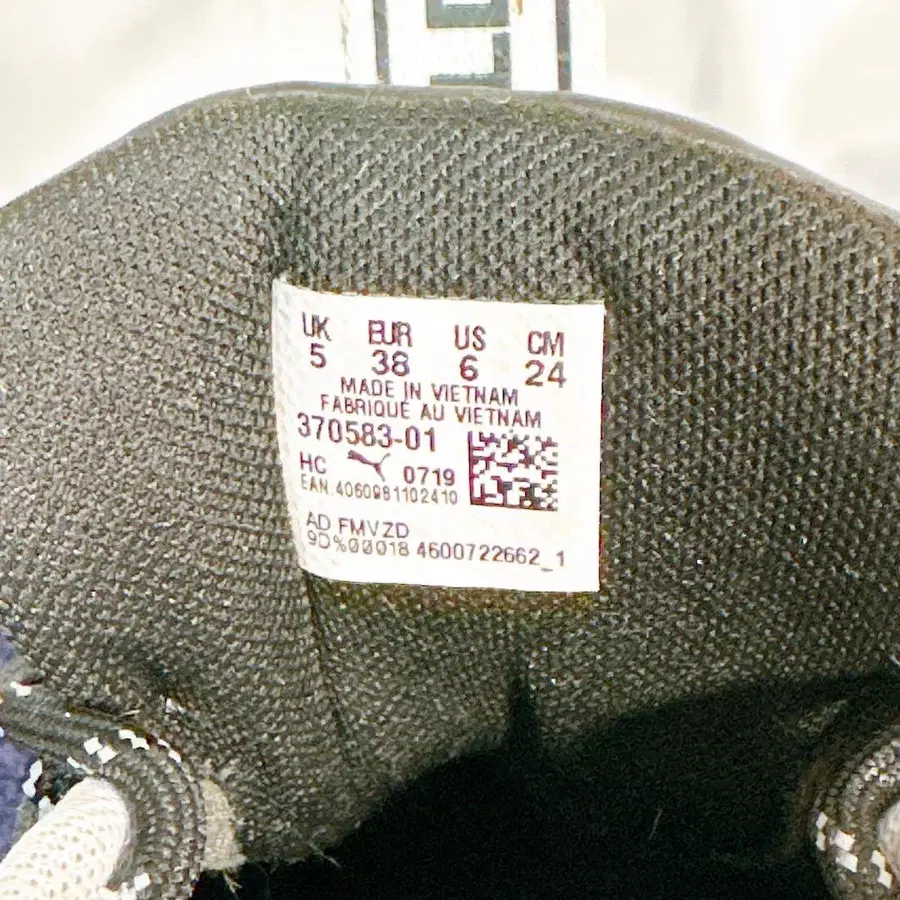 UK EUR US CM
5 38 6 24
MADE IN VIETNAM
FABRIQUÉ AU VIETNAM
370583-01
HC 0719
EAN 4060981102410
AD FMVZD
9D%00018 4600722662_1